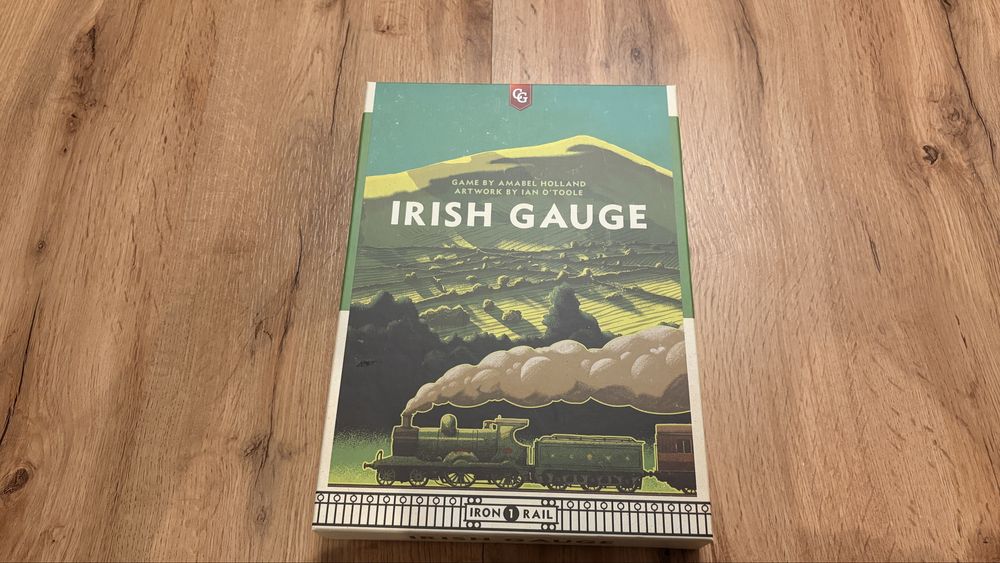 CG
GAME BY AMABEL HOLLAND
ARTWORK BY IAN O'TOOLE
IRISH GAUGE
IRON 1 RAIL
IRISH GAUGE